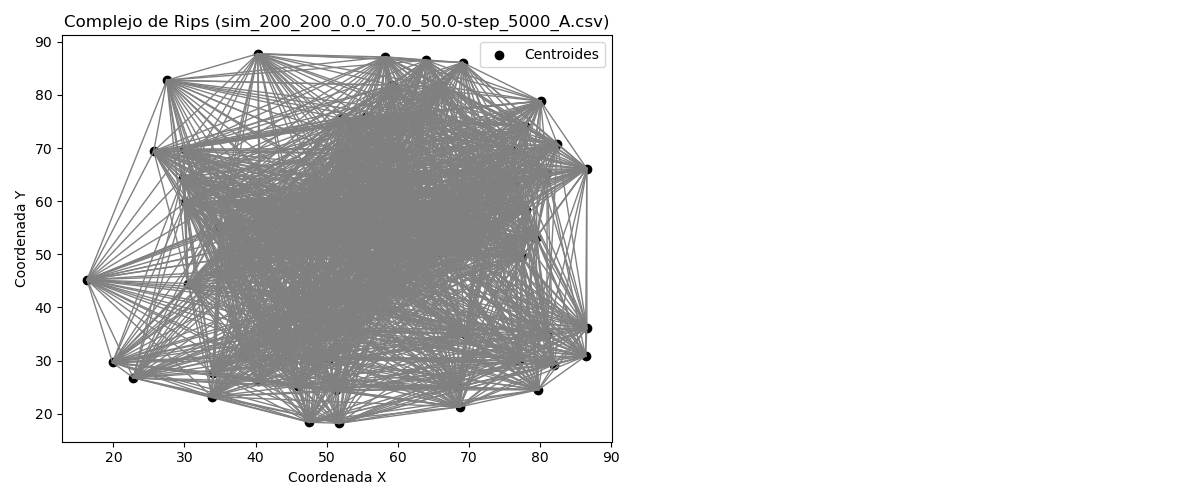 Complejo de Rips (sim_200_200_0.0_70.0_50.0-step_5000_A.csv)
Centroides
90
80
70
60
50
40
30
20
Coordenada Y
20 30 40 50 60 70 80 90
Coordenada X